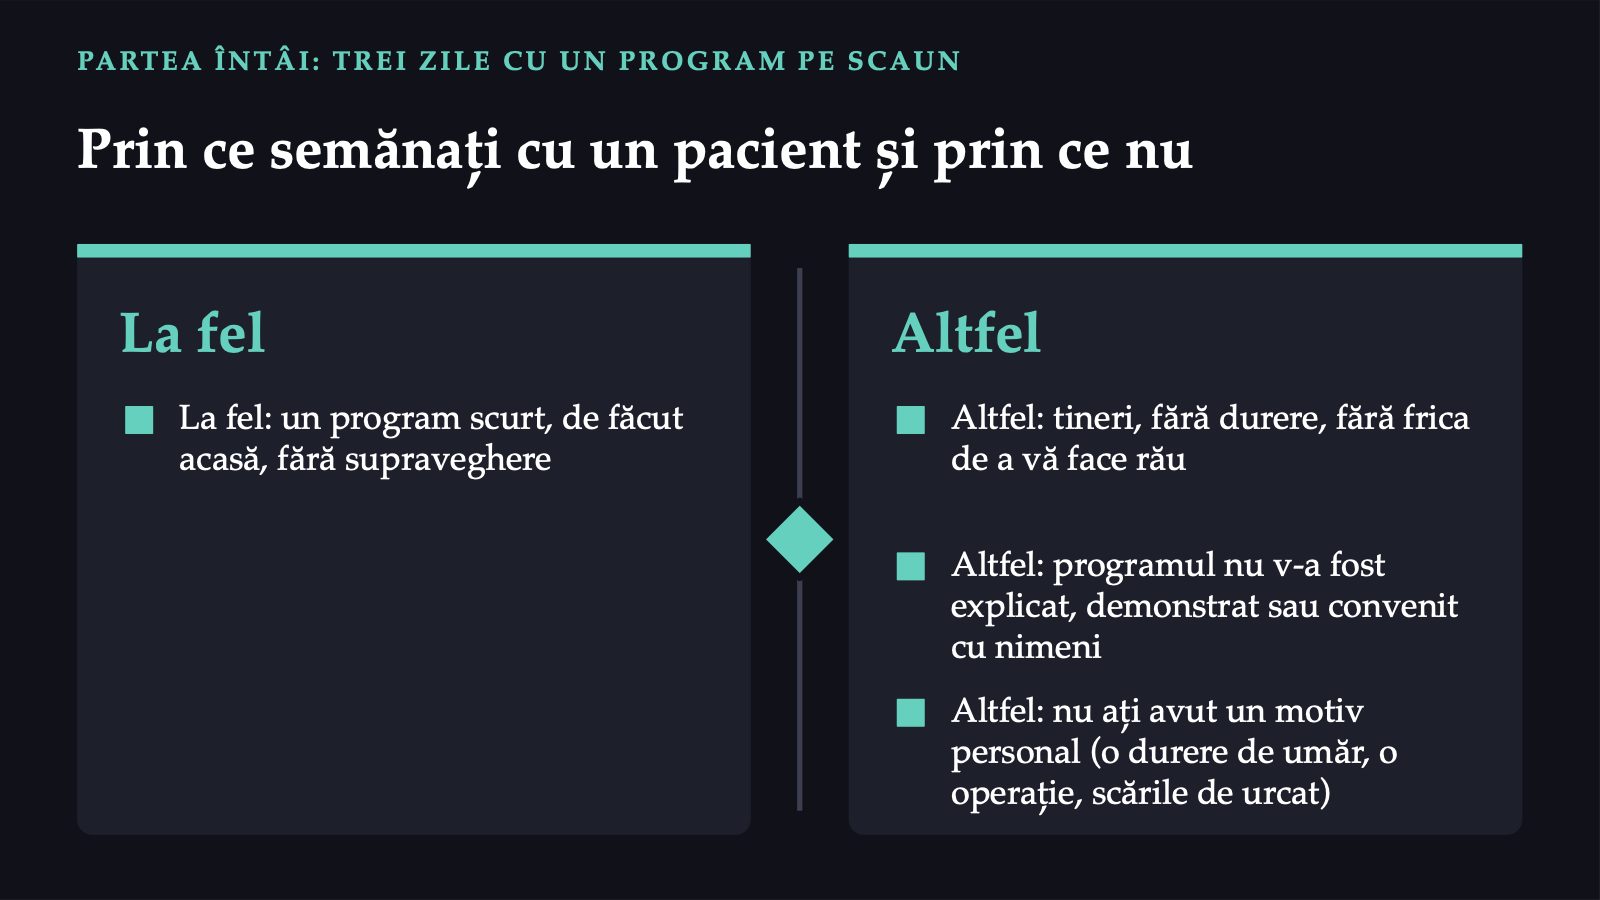 PARTEA ÎNTÂI: TREI ZILE CU UN PROGRAM PE SCAUN
Prin ce semănați cu un pacient și prin ce nu
La fel
La fel: un program scurt, de făcut
acasă, fără supraveghere
Altfel
Altfel: tineri, fără durere, fără frica
de a vă face rău
Altfel: programul nu v-a fost
explicat, demonstrat sau convenit
cu nimeni
Altfel: nu ați avut un motiv
personal (o durere de umăr, o
operație, scările de urcat)